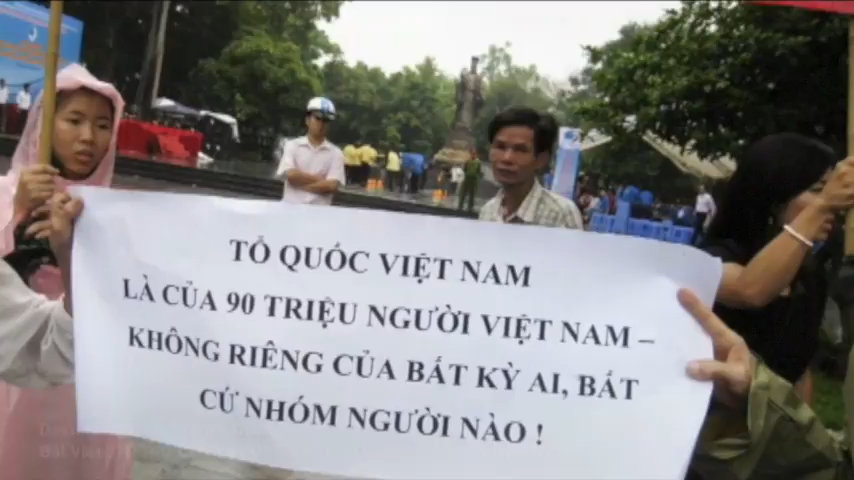 TỔ QUỐC VIỆT NAM
LÀ CỦA 90 TRIỆU NGƯỜI VIỆT NAM –
KHÔNG RIÊNG CỦA BẤT KỲ AI, BẤT
CỨ NHÓM NGƯỜI NÀO !